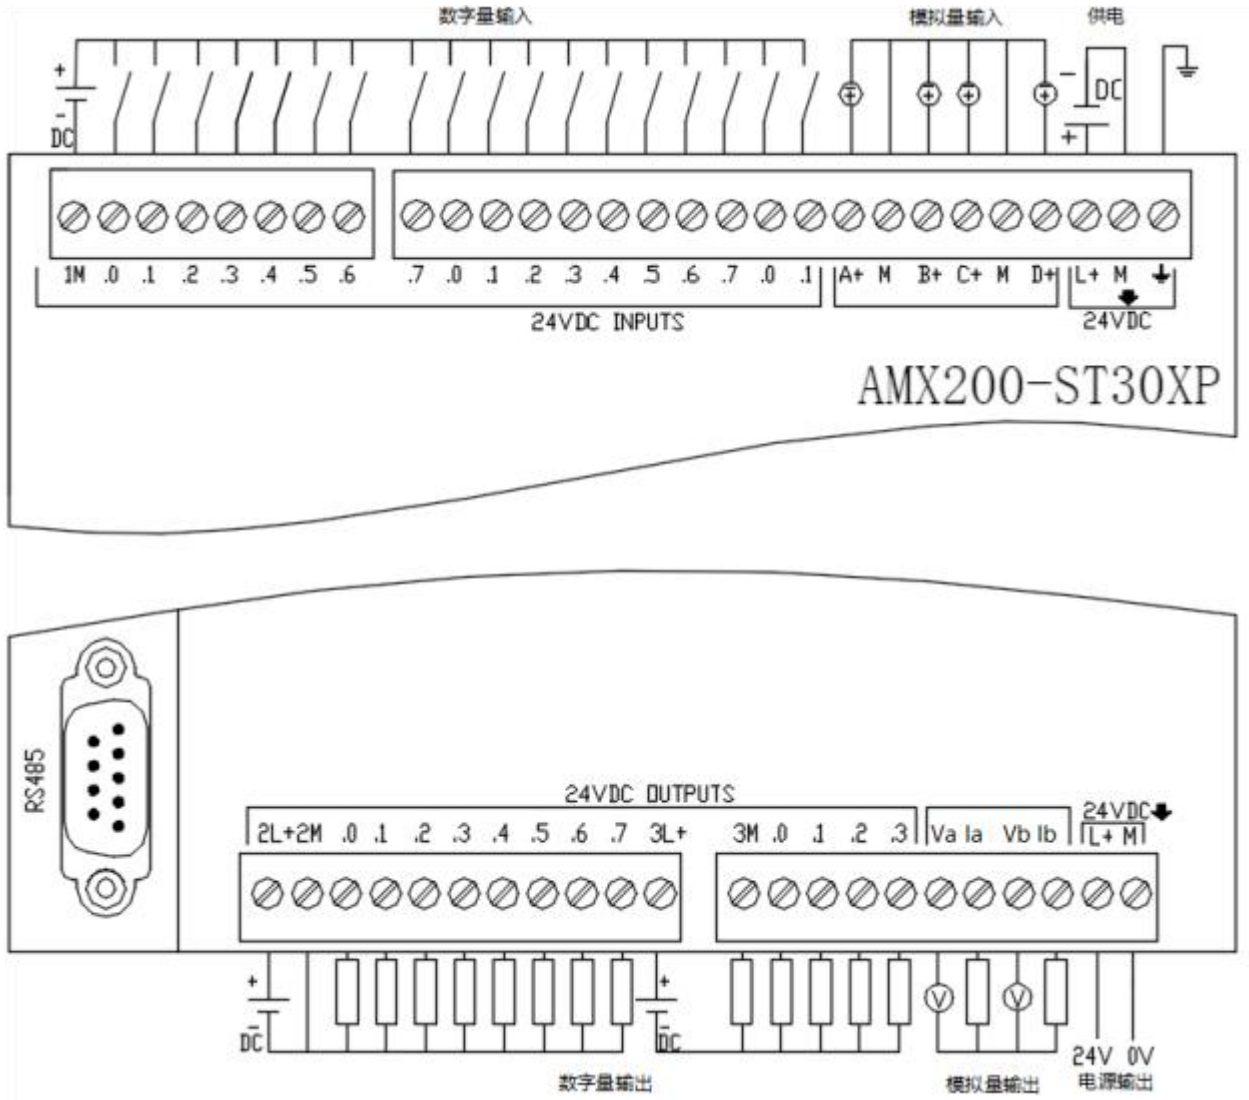 数字量输入 模拟量输入 供电
+ - DC - DC +
1M .0 .1 .2 .3 .4 .5 .6 .7 .0 .1 .2 .3 .4 .5 .6 .7 .0 .1 A+ M B+ C+ M D+ L+ M
24VDC INPUTS 24VDC
AMX200-ST30XP
RS485
24VDC OUTPUTS 24VDC
2L+ 2M .0 .1 .2 .3 .4 .5 .6 .7 3L+ 3M .0 .1 .2 .3 Va Ia Vb Ib L+ M
+ - DC + - DC V V
24V 0V
数字量输出 模拟量输出 电源输出